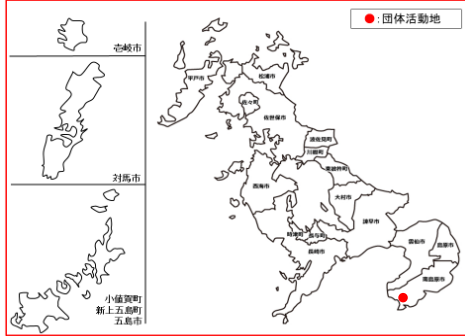 ●:団体活動地
壱岐市
対馬市
小値賀町
新上五島町
五島市
平戸市
松浦市
佐々町
佐世保市
波佐見町
川棚町
東彼杵町
西海市
大村市
諫早市
時津町
長与町
長崎市
雲仙市
島原市
南島原市